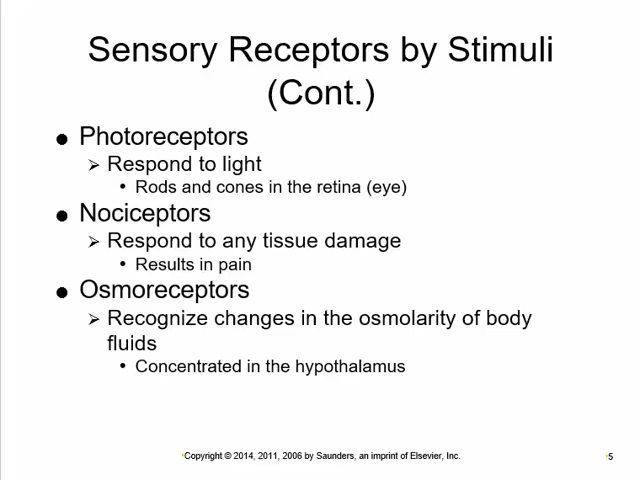 Sensory Receptors by Stimuli
(Cont.)
● Photoreceptors
➢ Respond to light
• Rods and cones in the retina (eye)
● Nociceptors
➢ Respond to any tissue damage
• Results in pain
● Osmoreceptors
➢ Recognize changes in the osmolarity of body
fluids
• Concentrated in the hypothalamus
•Copyright © 2014, 2011, 2006 by Saunders, an imprint of Elsevier, Inc.
•5